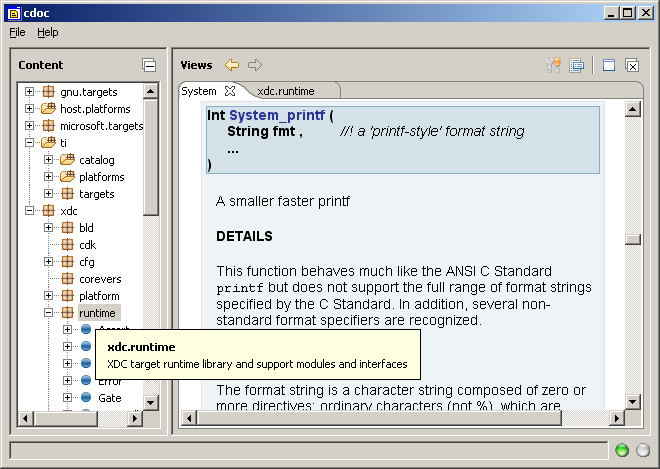 cdoc
File Help
Content
gnu.targets
host.platforms
microsoft.targets
ti
catalog
platforms
targets
xdc
bld
cdk
cfg
corevers
platform
runtime
Error
Gate
Views
System xdc.runtime
Int System_printf (
String fmt , //! a 'printf-style' format string
...
)
A smaller faster printf
DETAILS
This function behaves much like the ANSI C Standard
printf but does not support the full range of format strings
specified by the C Standard. In addition, several non-
standard format specifiers are recognized.
xdc.runtime
XDC target runtime library and support modules and interfaces
The format string is a character string composed of zero or
more directives: ordinary characters (not %), which are